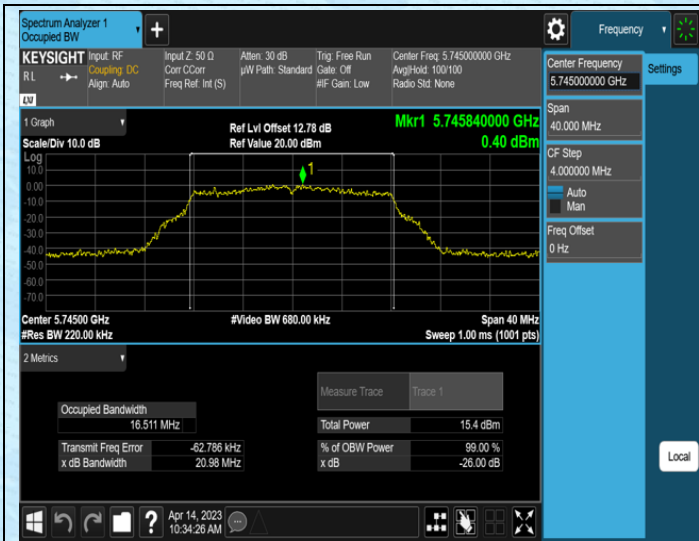 Spectrum Analyzer 1
Occupied BW
Frequency
KEYSIGHT
Input: RF
Coupling: DC
Align: Auto
Input Z: 50 Ω
Corr CCorr
Freq Ref: Int (S)
Atten: 30 dB
µW Path: Standard
Trig: Free Run
Gate: Off
#IF Gain: Low
Center Freq: 5.745000000 GHz
Avg|Hold: 100/100
Radio Std: None
RL
LXI
1 Graph
Scale/Div 10.0 dB
Ref Lvl Offset 12.78 dB
Ref Value 20.00 dBm
Mkr1 5.745840000 GHz
0.40 dBm
Log
10.0
0.00
-10.0
-20.0
-30.0
-40.0
-50.0
-60.0
-70.0
1
Center 5.74500 GHz
#Res BW 220.00 kHz
#Video BW 680.00 kHz
Span 40 MHz
Sweep 1.00 ms (1001 pts)
2 Metrics
Measure Trace
Trace 1
Occupied Bandwidth
16.511 MHz
Total Power
15.4 dBm
Transmit Freq Error
-62.786 kHz
% of OBW Power
99.00 %
x dB Bandwidth
20.98 MHz
x dB
-26.00 dB
Center Frequency
5.745000000 GHz
Settings
Span
40.000 MHz
CF Step
4.000000 MHz
Auto
Man
Freq Offset
0 Hz
Local
?
Apr 14, 2023
10:34:26 AM